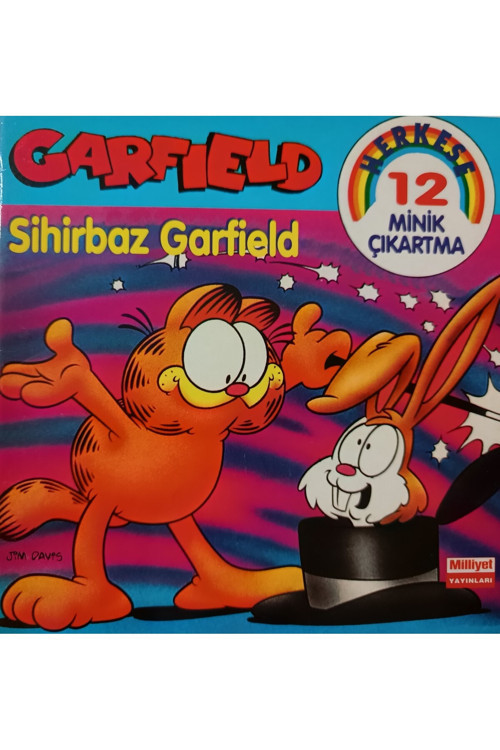 GARFIELD
Sihirbaz Garfield
HERKESE
12
MİNİK
ÇIKARTMA
JIM DAVIS
Milliyet
YAYINLARI